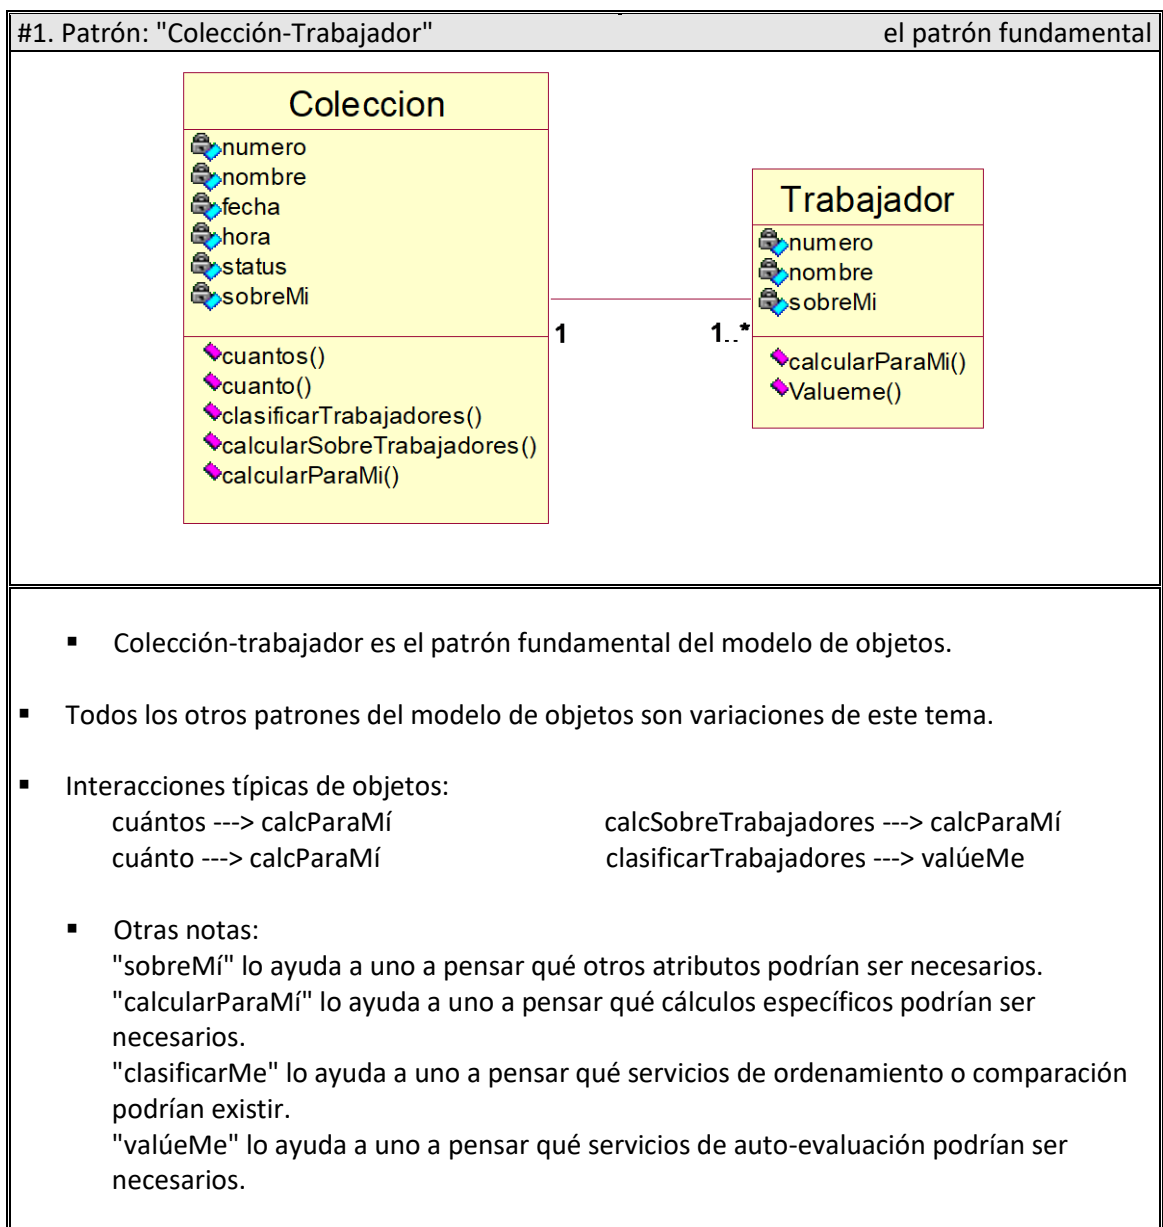 #1. Patrón: "Colección-Trabajador" el patrón fundamental
Coleccion
numero
nombre
fecha
hora
status
sobreMi
cuantos()
cuanto()
clasificarTrabajadores()
calcularSobreTrabajadores()
calcularParaMi()
1
1..*
Trabajador
numero
nombre
sobreMi
calcularParaMi()
Valueme()
▪ Colección-trabajador es el patrón fundamental del modelo de objetos.
▪ Todos los otros patrones del modelo de objetos son variaciones de este tema.
▪ Interacciones típicas de objetos:
cuántos ---> calcParaMí calcSobreTrabajadores ---> calcParaMí
cuánto ---> calcParaMí clasificarTrabajadores ---> valúeMe
▪ Otras notas:
"sobreMí" lo ayuda a uno a pensar qué otros atributos podrían ser necesarios.
"calcularParaMí" lo ayuda a uno a pensar qué cálculos específicos podrían ser
necesarios.
"clasificarMe" lo ayuda a uno a pensar qué servicios de ordenamiento o comparación
podrían existir.
"valúeMe" lo ayuda a uno a pensar qué servicios de auto-evaluación podrían ser
necesarios.